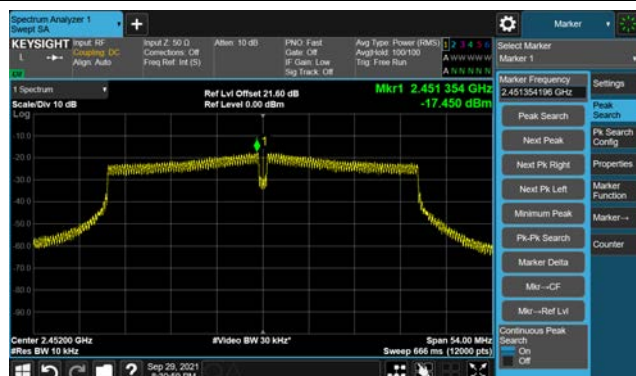 Spectrum Analyzer 1
Swept SA
Marker
KEYSIGHT
L
Input: RF
Coupling: DC
Align: Auto
Input Z: 50 Ω
Corrections: Off
Freq Ref: Int (S)
Atten: 10 dB
PNO: Fast
Gate: Off
IF Gain: Low
Sig Track: Off
Avg Type: Power (RMS)
Avg|Hold: 100/100
Trig: Free Run
1 2 3 4 5 6
A W W W W W
A N N N N N
Select Marker
Marker 1
1 Spectrum
Scale/Div 10 dB
Log
Ref Lvl Offset 21.60 dB
Ref Level 0.00 dBm
Mkr1 2.451 354 GHz
-17.450 dBm
1
-10.0
-20.0
-30.0
-40.0
-50.0
-60.0
-70.0
-80.0
-90.0
Marker Frequency
2.451354196 GHz
Peak Search
Next Peak
Next Pk Right
Next Pk Left
Minimum Peak
Pk-Pk Search
Marker Delta
Mkr→CF
Mkr→Ref Lvl
Continuous Peak
Search
On
Off
Settings
Peak
Search
Pk Search
Config
Properties
Marker
Function
Marker→
Counter
Center 2.45200 GHz
#Res BW 10 kHz
#Video BW 30 kHz*
Span 54.00 MHz
Sweep 666 ms (12000 pts)
Sep 29, 2021